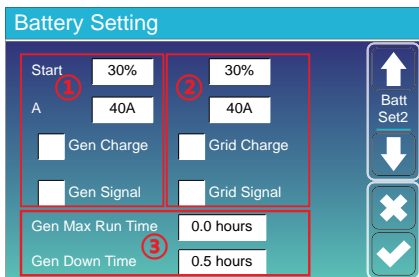 Battery Setting
Start 30% 30%
① ②
A 40A 40A
Batt
Set2
Gen Charge Grid Charge
Gen Signal Grid Signal
Gen Max Run Time 0.0 hours
③
Gen Down Time 0.5 hours